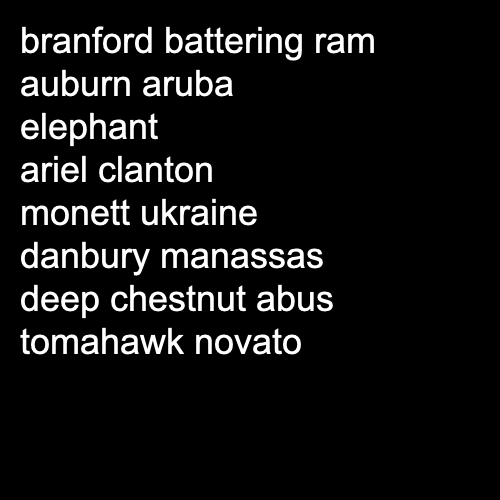 branford battering ram
auburn aruba
elephant
ariel clanton
monett ukraine
danbury manassas
deep chestnut abus
tomahawk novato